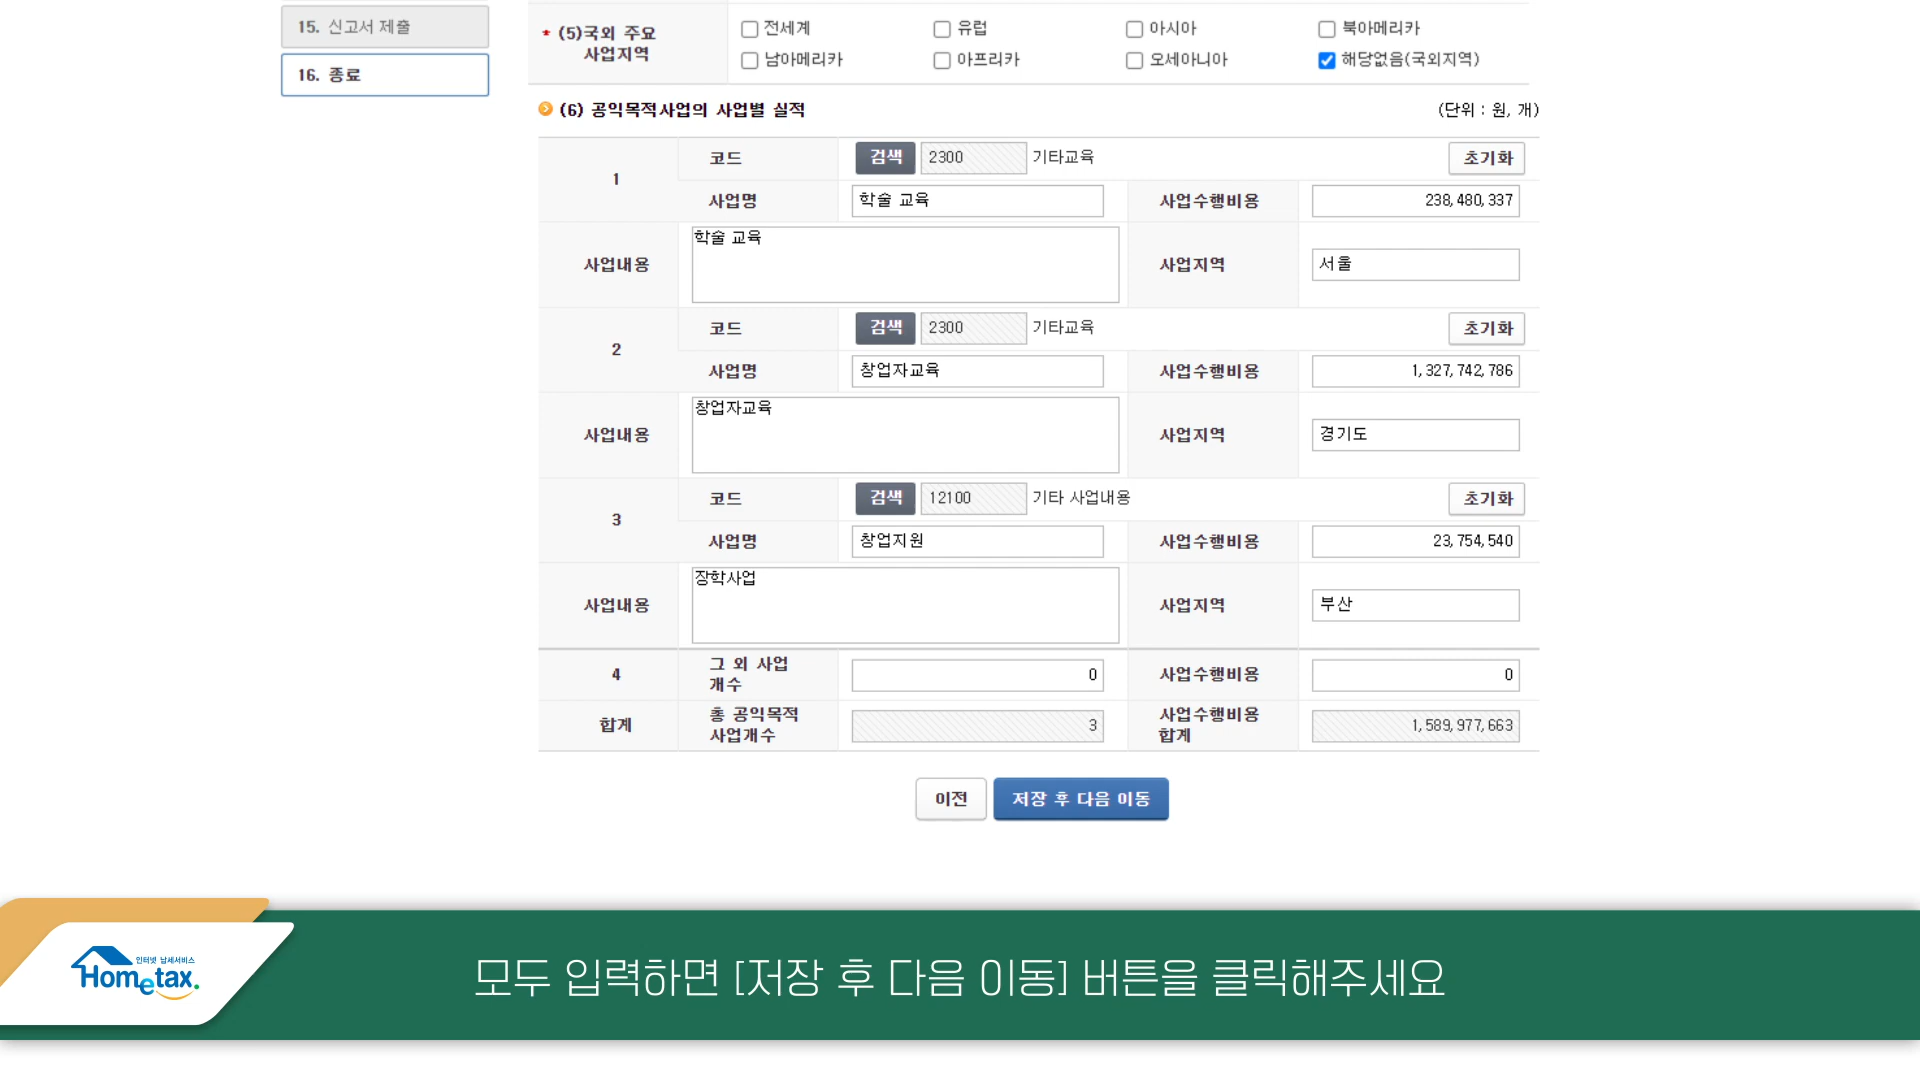 15. 신고서 제출
16. 종료
* (5)국외 주요 사업지역
전세계 유럽 아시아 북아메리카
남아메리카 아프리카 오세아니아 해당없음(국외지역)
(6) 공익목적사업의 사업별 실적 (단위 : 원, 개)
1 코드 검색 2300 기타교육 초기화
사업명 학술 교육 사업수행비용 238,480,337
사업내용 학술 교육 사업지역 서울
2 코드 검색 2300 기타교육 초기화
사업명 창업자교육 사업수행비용 1,327,742,786
사업내용 창업자교육 사업지역 경기도
3 코드 검색 12100 기타 사업내용 초기화
사업명 창업지원 사업수행비용 23,754,540
사업내용 장학사업 사업지역 부산
4 그 외 사업 개수 0 사업수행비용 0
합계 총 공익목적 사업개수 3 사업수행비용 합계 1,589,977,663
이전 저장 후 다음 이동
인터넷 납세서비스
Hometax.
모두 입력하면 [저장 후 다음 이동] 버튼을 클릭해주세요